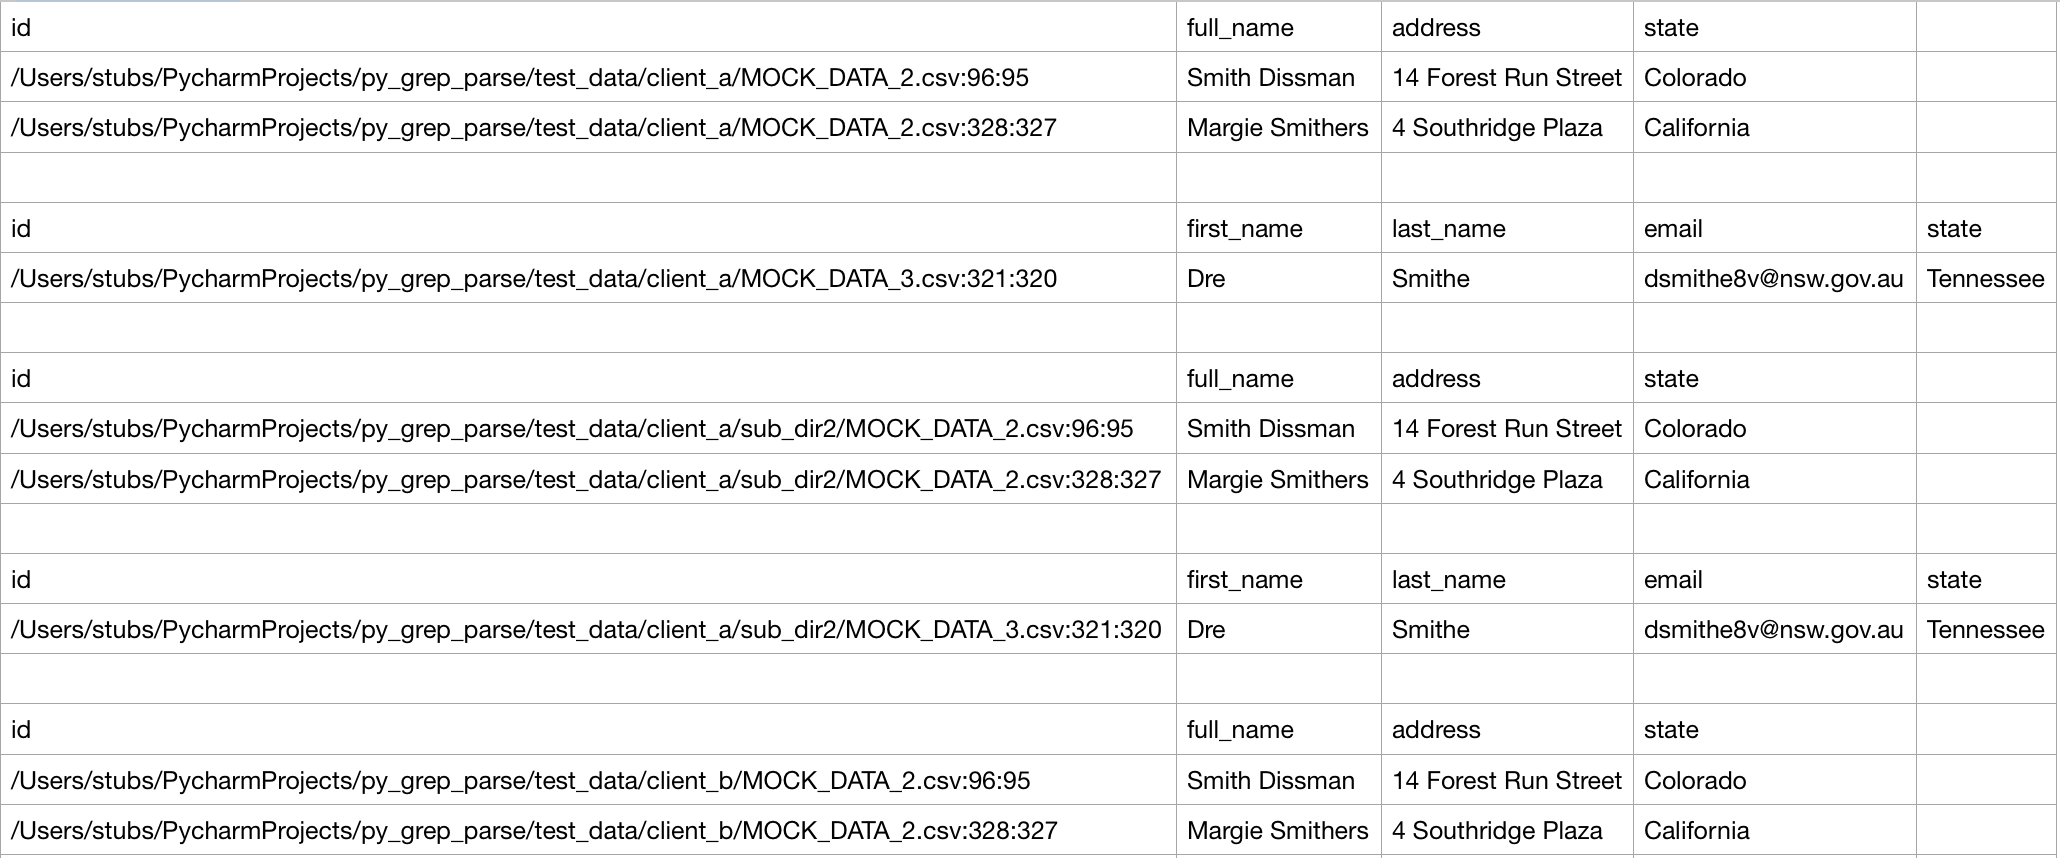 id full_name address state
/Users/stubs/PycharmProjects/py_grep_parse/test_data/client_a/MOCK_DATA_2.csv:96:95 Smith Dissman 14 Forest Run Street Colorado
/Users/stubs/PycharmProjects/py_grep_parse/test_data/client_a/MOCK_DATA_2.csv:328:327 Margie Smithers 4 Southridge Plaza California
id first_name last_name email state
/Users/stubs/PycharmProjects/py_grep_parse/test_data/client_a/MOCK_DATA_3.csv:321:320 Dre Smithe dsmithe8v@nsw.gov.au Tennessee
id full_name address state
/Users/stubs/PycharmProjects/py_grep_parse/test_data/client_a/sub_dir2/MOCK_DATA_2.csv:96:95 Smith Dissman 14 Forest Run Street Colorado
/Users/stubs/PycharmProjects/py_grep_parse/test_data/client_a/sub_dir2/MOCK_DATA_2.csv:328:327 Margie Smithers 4 Southridge Plaza California
id first_name last_name email state
/Users/stubs/PycharmProjects/py_grep_parse/test_data/client_a/sub_dir2/MOCK_DATA_3.csv:321:320 Dre Smithe dsmithe8v@nsw.gov.au Tennessee
id full_name address state
/Users/stubs/PycharmProjects/py_grep_parse/test_data/client_b/MOCK_DATA_2.csv:96:95 Smith Dissman 14 Forest Run Street Colorado
/Users/stubs/PycharmProjects/py_grep_parse/test_data/client_b/MOCK_DATA_2.csv:328:327 Margie Smithers 4 Southridge Plaza California